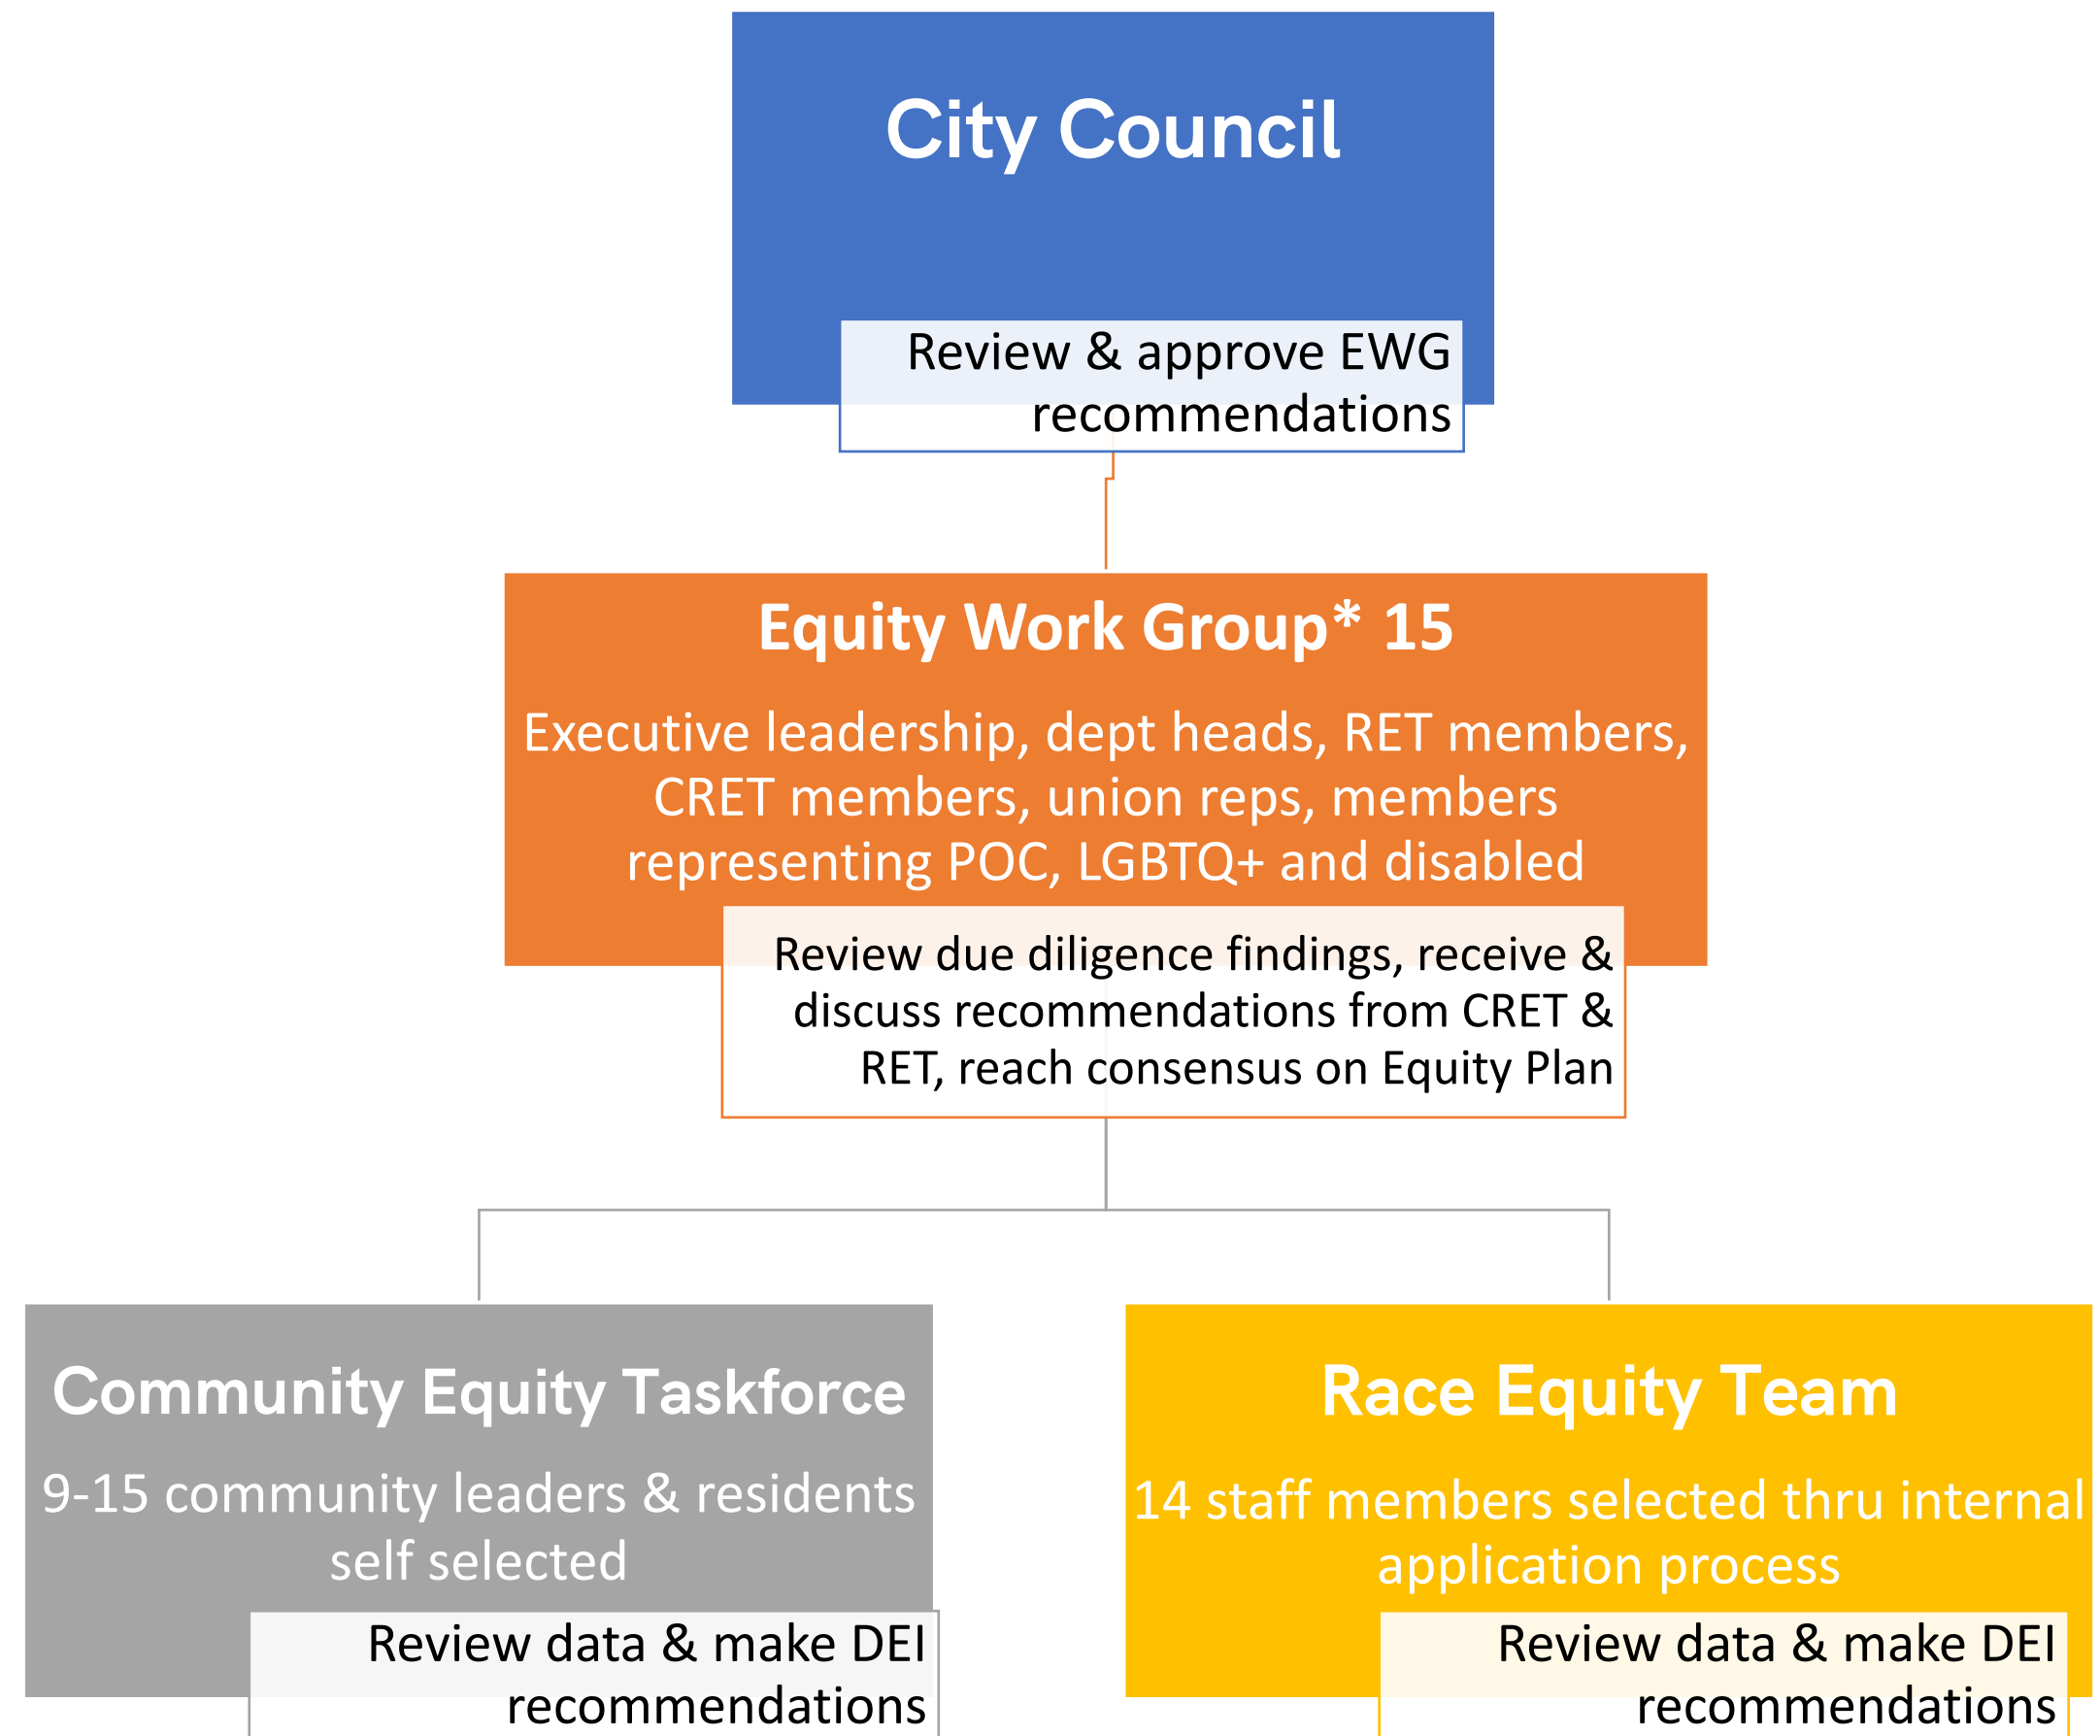 City Council
Review & approve EWG
recommendations
Equity Work Group* 15
Executive leadership, dept heads, RET members,
CRET members, union reps, members
representing POC, LGBTQ+ and disabled
Review due diligence findings, receive &
discuss recommendations from CRET &
RET, reach consensus on Equity Plan
Community Equity Taskforce
9-15 community leaders & residents
self selected
Review data & make DEI
recommendations
Race Equity Team
14 staff members selected thru internal
application process
Review data & make DEI
recommendations